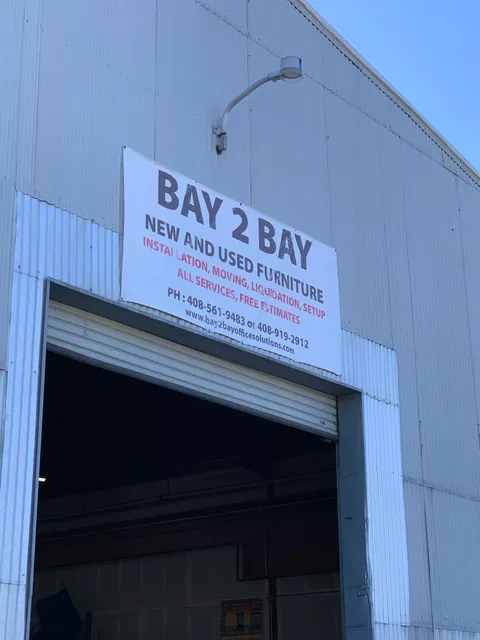 BAY 2 BAY
NEW AND USED FURNITURE
INSTALLATION, MOVING, LIQUIDATION, SETUP
ALL SERVICES, FREE ESTIMATES
PH : 408-561-9483 or 408-919-2912
www.bay2bayofficesolutions.com